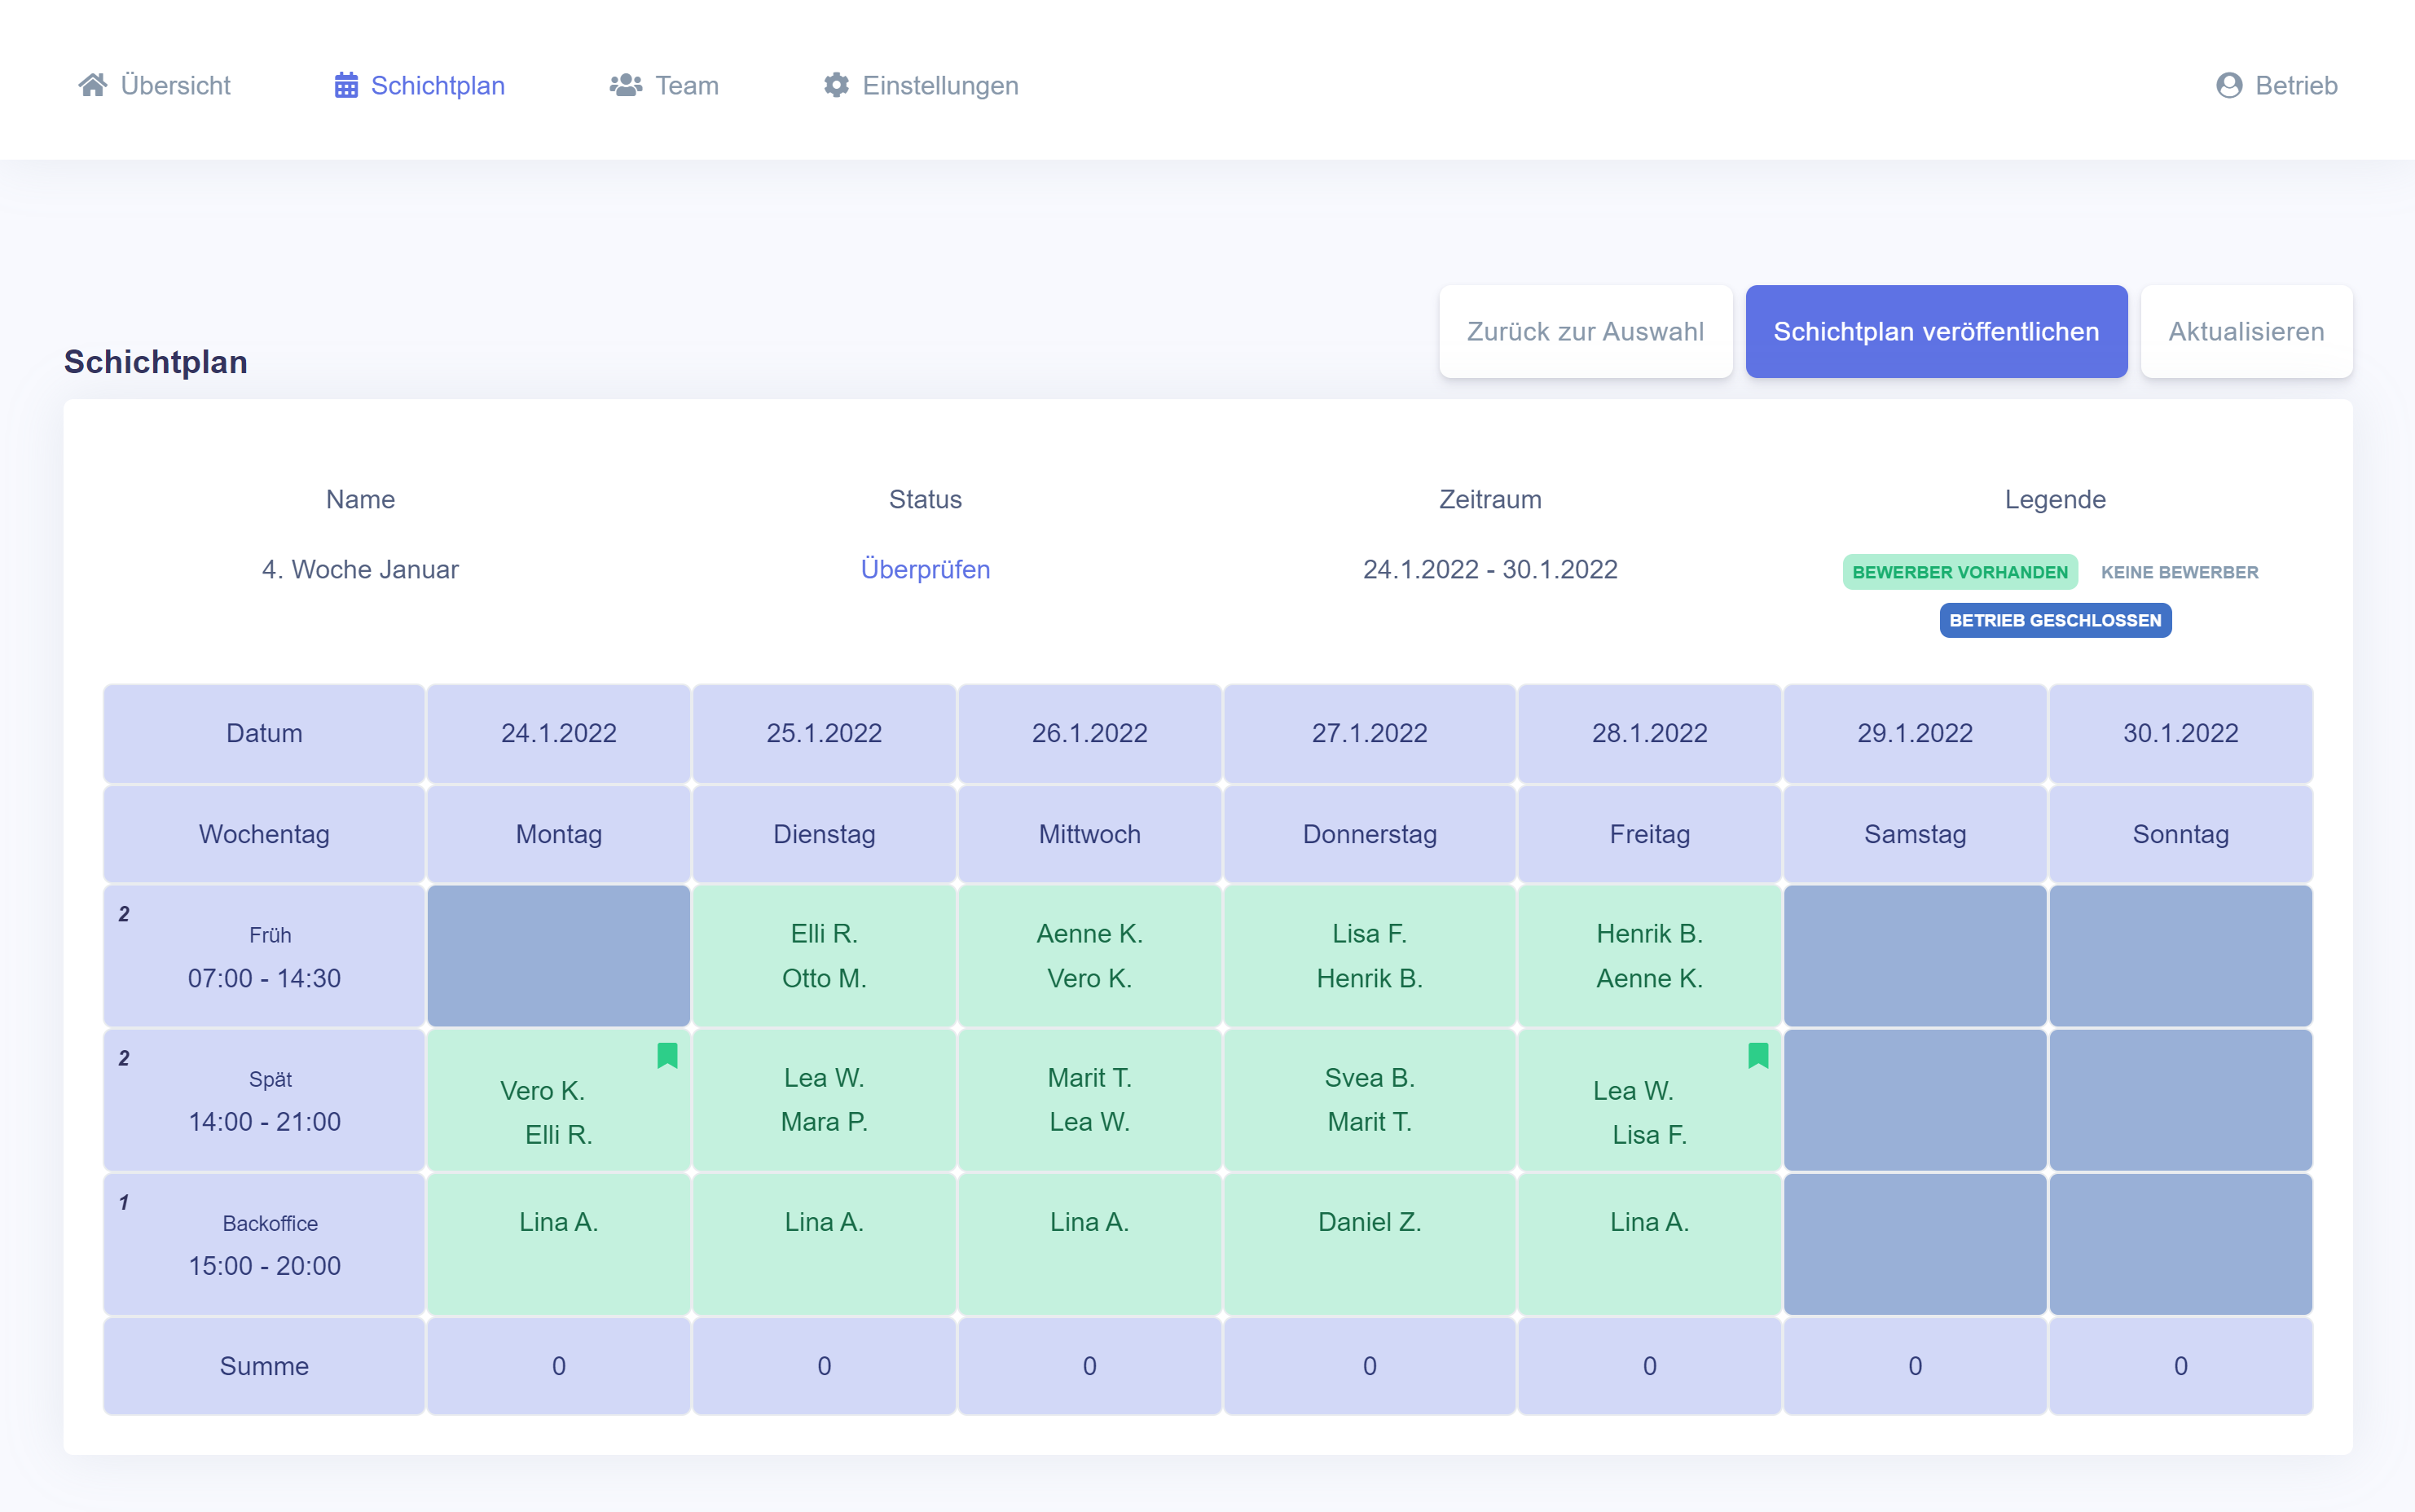 Übersicht Schichtplan Team Einstellungen Betrieb
Zurück zur Auswahl Schichtplan veröffentlichen Aktualisieren
Schichtplan
Name Status Zeitraum Legende
4. Woche Januar Überprüfen 24.1.2022 - 30.1.2022 BEWERBER VORHANDEN KEINE BEWERBER
BETRIEB GESCHLOSSEN
Datum 24.1.2022 25.1.2022 26.1.2022 27.1.2022 28.1.2022 29.1.2022 30.1.2022
Wochentag Montag Dienstag Mittwoch Donnerstag Freitag Samstag Sonntag
2
Früh Elli R. Aenne K. Lisa F. Henrik B.
07:00 - 14:30 Otto M. Vero K. Henrik B. Aenne K.
2
Spät Vero K. Lea W. Marit T. Svea B. Lea W.
14:00 - 21:00 Elli R. Mara P. Lea W. Marit T. Lisa F.
1
Backoffice Lina A. Lina A. Lina A. Daniel Z. Lina A.
15:00 - 20:00
Summe 0 0 0 0 0 0 0